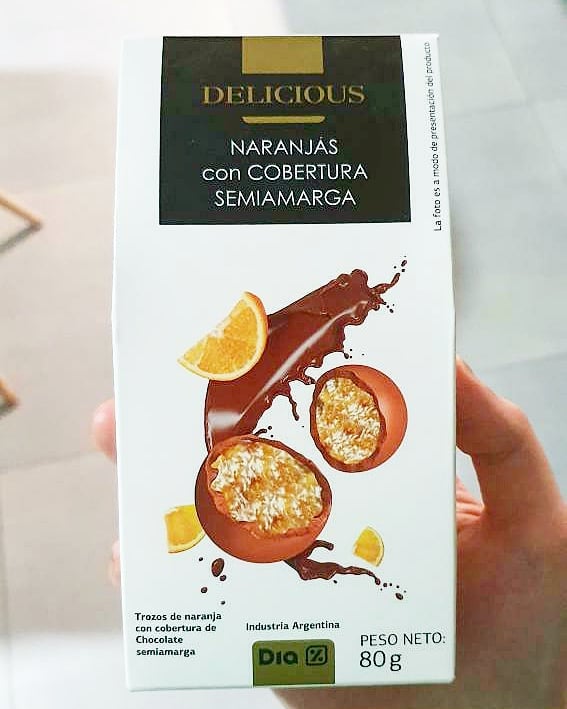 DELICIOUS
NARANJAS
con COBERTURA
SEMIAMARGA
La foto es a modo de presentación del producto
Trozos de naranja
con cobertura de
Chocolate
semiamarga
Industria Argentina
Dia %
PESO NETO:
80g